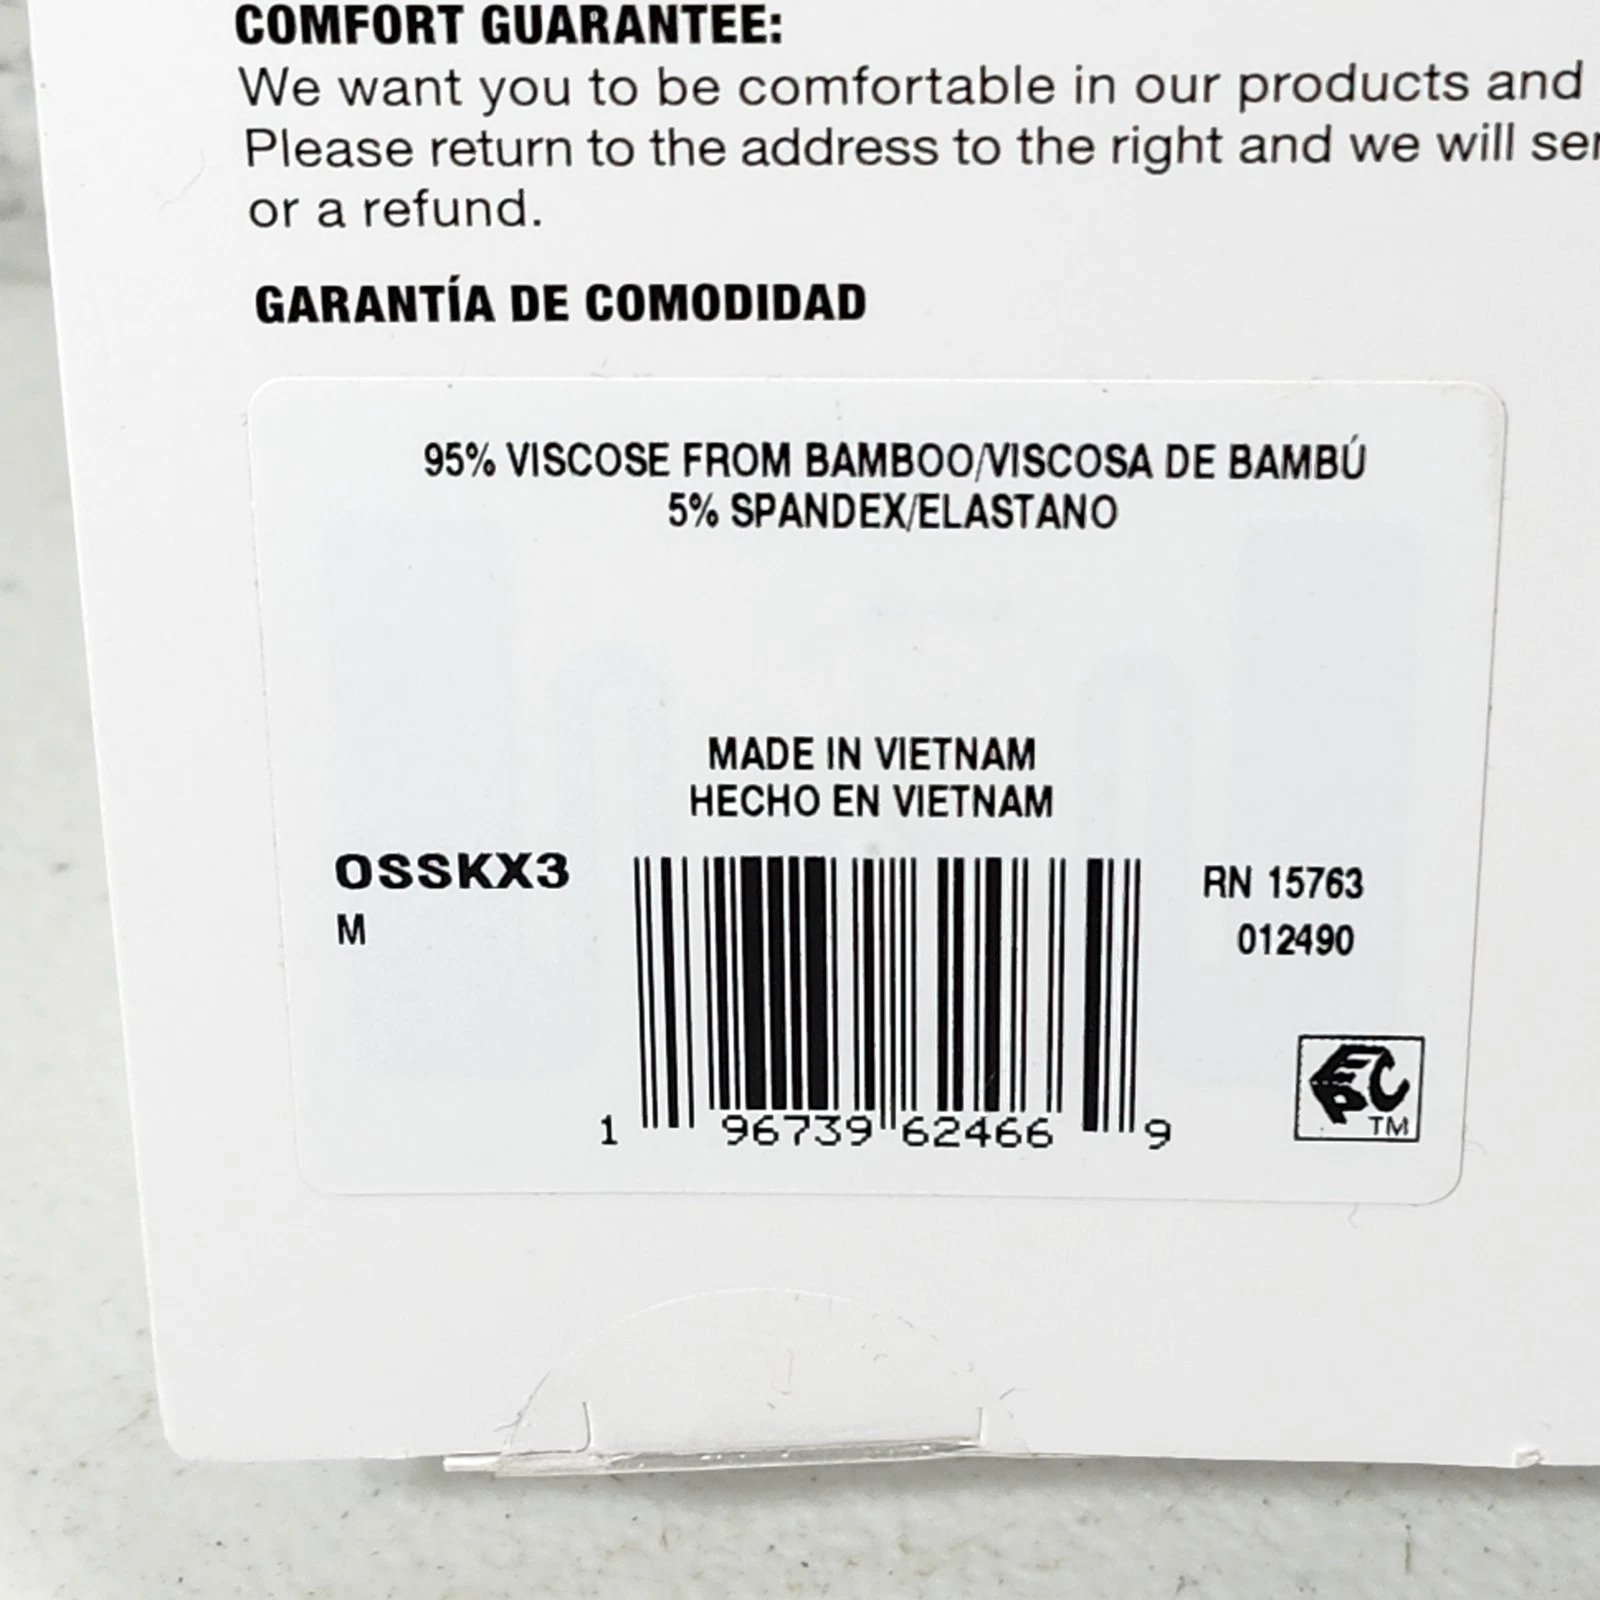 COMFORT GUARANTEE:
We want you to be comfortable in our products and
Please return to the address to the right and we will
or a refund.
GARANTÍA DE COMODIDAD
95% VISCOSE FROM BAMBOO/VISCOSA DE BAMBÚ
5% SPANDEX/ELASTANO
MADE IN VIETNAM
HECHO EN VIETNAM
OSSKX3
M
RN 15763
012490
1 96739 62466 9
TM